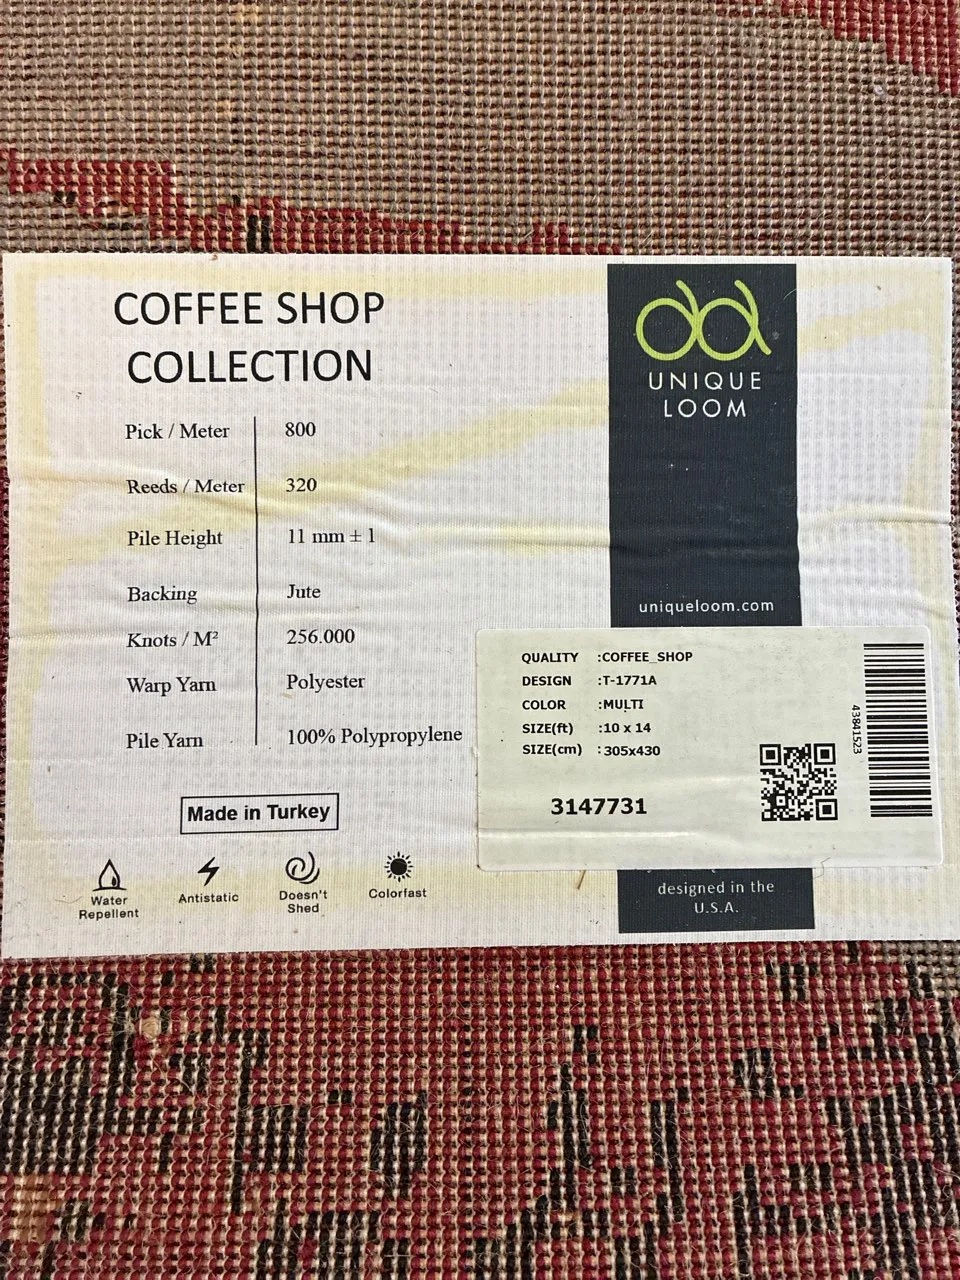 COFFEE SHOP
COLLECTION
Pick / Meter 800
Reeds / Meter 320
Pile Height 11 mm ± 1
Backing Jute
Knots / M² 256.000
Warp Yarn Polyester
Pile Yarn 100% Polypropylene
Made in Turkey
Water
Repellent
Antistatic
Doesn't
Shed
Colorfast
UNIQUE
LOOM
uniqueloom.com
QUALITY :COFFEE_SHOP
DESIGN :T-1771A
COLOR :MULTI
SIZE(ft) :10 x 14
SIZE(cm) :305x430
3147731
43841523
designed in the
U.S.A.